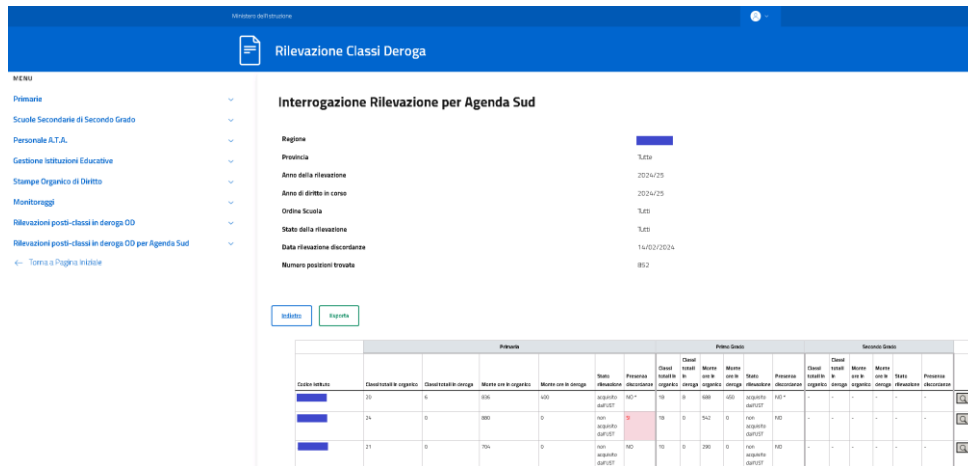 Ministero dell'Istruzione
Rilevazione Classi Deroga
MENU
Primarie
Scuole Secondarie di Secondo Grado
Personale A.T.A.
Gestione Istituzioni Educative
Stampe Organico di Diritto
Monitoraggi
Rilevazioni posti-classi in deroga OD
Rilevazioni posti-classi in deroga OD per Agenda Sud
← Torna a Pagina Iniziale
Interrogazione Rilevazione per Agenda Sud
Regione
Provincia Tutte
Anno della rilevazione 2024/25
Anno di diritto in corso 2024/25
Ordine Scuola Tutti
Stato della rilevazione Tutti
Data rilevazione discordanze 14/02/2024
Numero posizioni trovate 852
Indietro Esporta
Primaria Primo Grado Secondo Grado
Codice Istituto Classi totali in organico Classi totali in deroga Monte ore in organico Monte ore in deroga Stato rilevazione Presenza discordanze Classi totali in organico Classi totali in deroga Monte ore in organico Monte ore in deroga Stato rilevazione Presenza discordanze Classi totali in organico Classi totali in deroga Monte ore in organico Monte ore in deroga Stato rilevazione Presenza discordanze
6 400 acquisito dall'UST NO * 450 acquisito dall'UST NO * - - - - - -
24 0 880 0 non acquisito dall'UST 0 542 0 non acquisito dall'UST NO - - - - - -
21 0 704 0 non acquisito dall'UST NO 10 0 290 0 non acquisito dall'UST NO - - - - - -